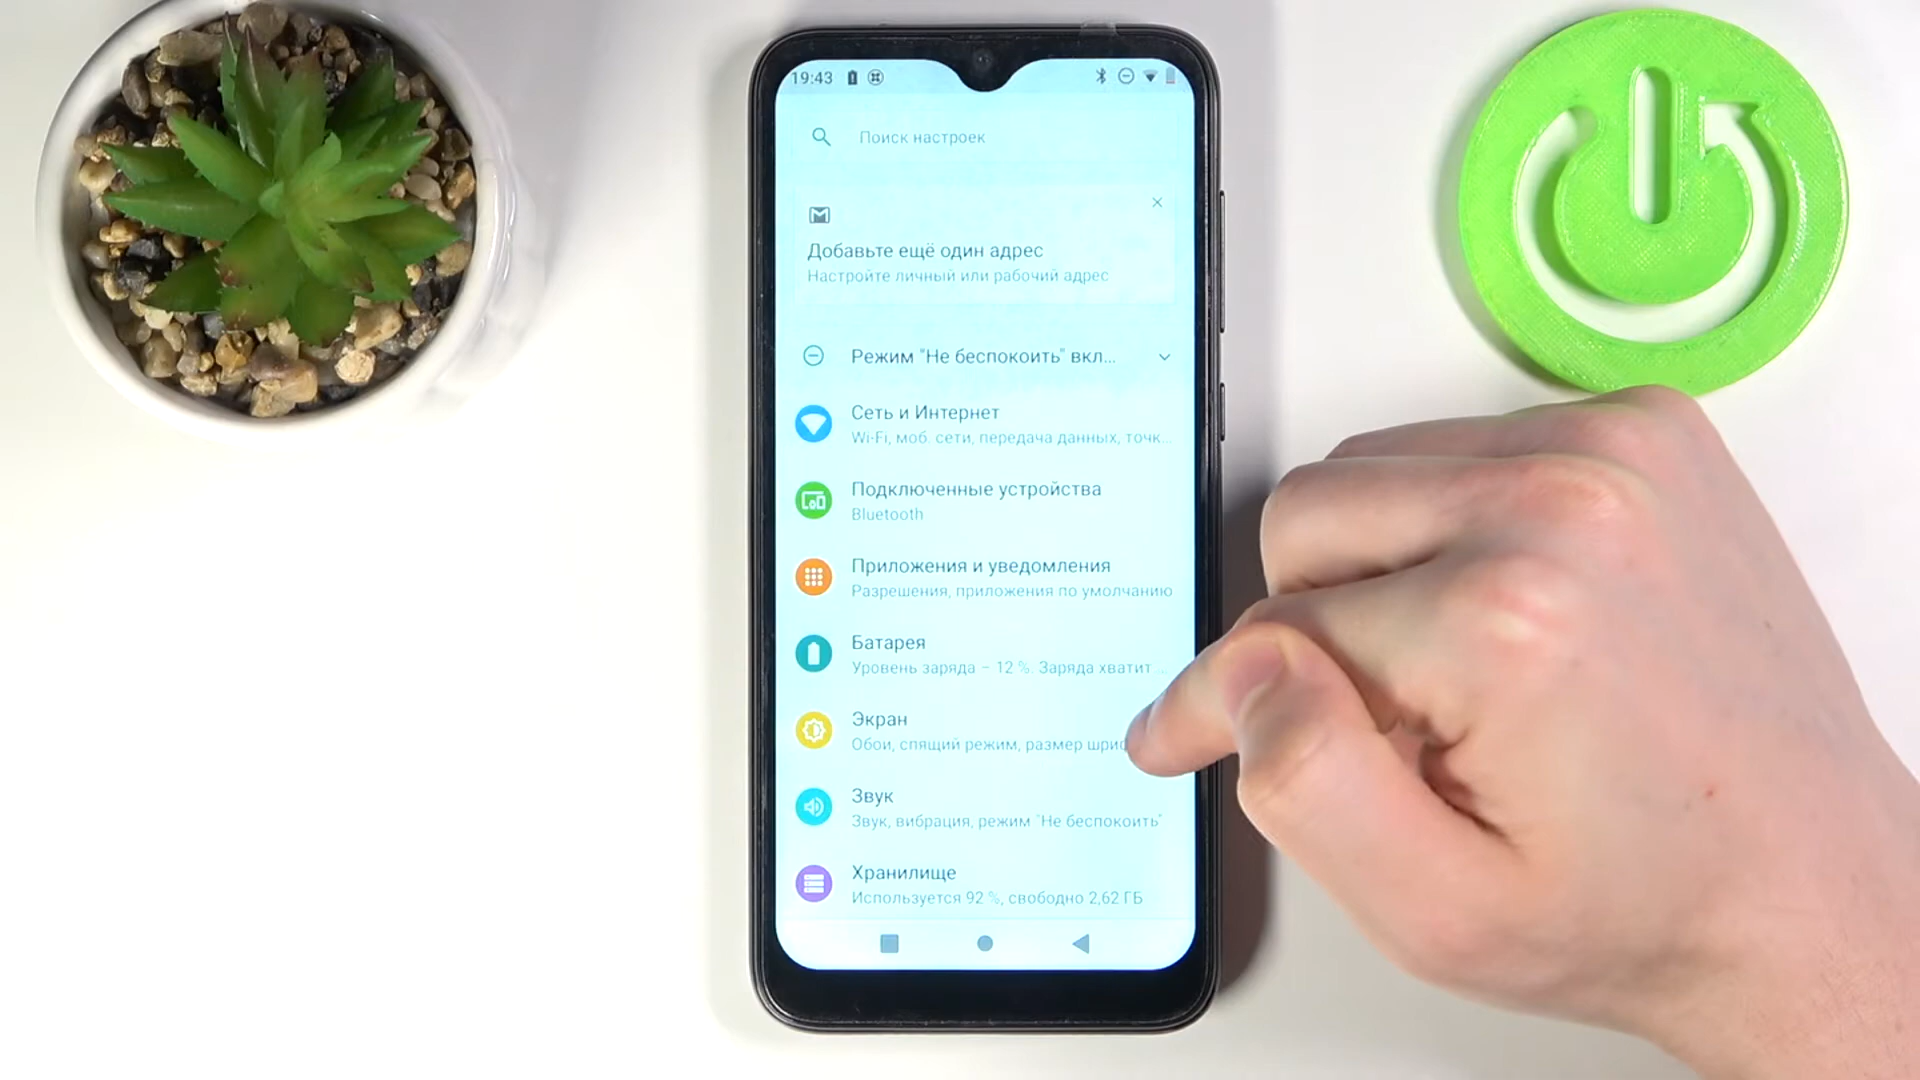 19:43
Поиск настроек
Добавьте ещё один адрес
Настройте личный или рабочий адрес
Режим "Не беспокоить" вкл...
Сеть и Интернет
Wi-Fi, моб. сети, передача данных, точк...
Подключенные устройства
Bluetooth
Приложения и уведомления
Разрешения, приложения по умолчанию
Батарея
Уровень заряда – 12 %. Заряда хватит ...
Экран
Обои, спящий режим, размер
Звук
Звук, вибрация, режим "Не беспокоить"
Хранилище
Используется 92 %, свободно 2,62 ГБ